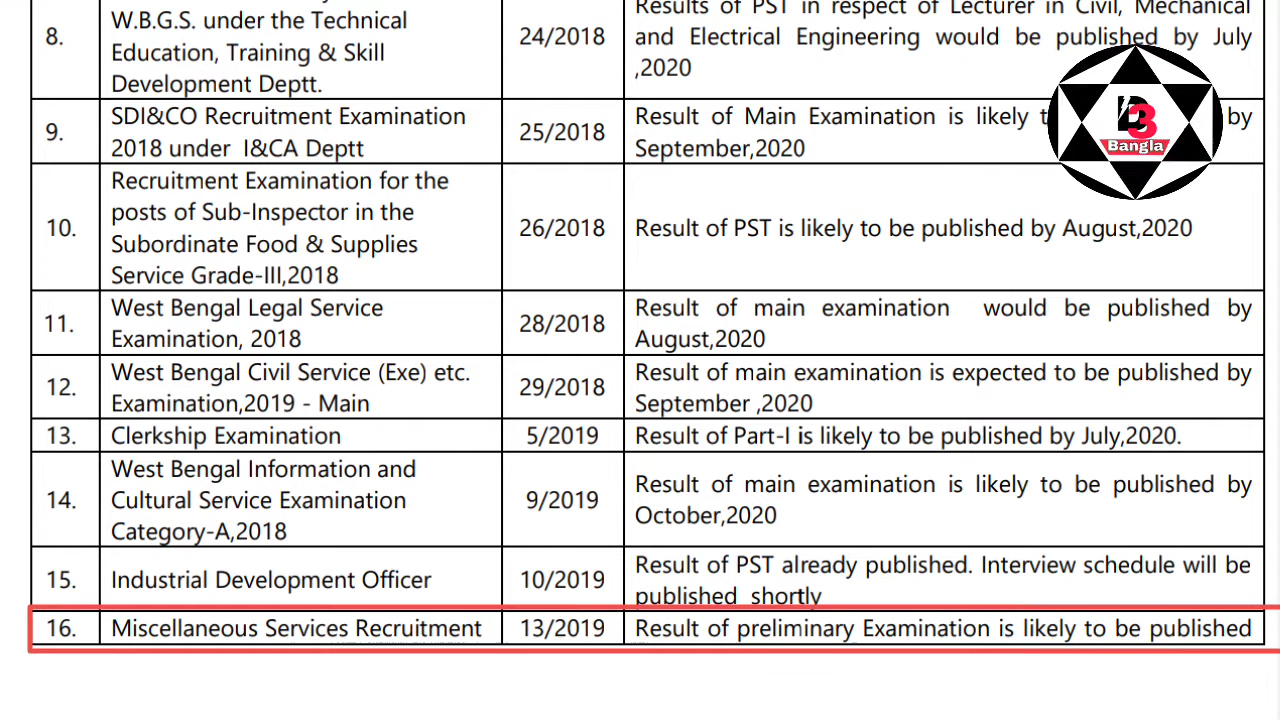 8.
W.B.G.S. under the Technical
Education, Training & Skill
Development Deptt.
24/2018
Results of PST in respect of Lecturer in Civil, Mechanical
and Electrical Engineering would be published by July
,2020
9.
SDI&CO Recruitment Examination
2018 under I&CA Deptt
25/2018
Result of Main Examination is likely by
September,2020
D3
Bangla
10.
Recruitment Examination for the
posts of Sub-Inspector in the
Subordinate Food & Supplies
Service Grade-III,2018
26/2018
Result of PST is likely to be published by August,2020
11.
West Bengal Legal Service
Examination, 2018
28/2018
Result of main examination would be published by
August,2020
12.
West Bengal Civil Service (Exe) etc.
Examination,2019 - Main
29/2018
Result of main examination is expected to be published by
September ,2020
13.
Clerkship Examination
5/2019
Result of Part-I is likely to be published by July,2020.
14.
West Bengal Information and
Cultural Service Examination
Category-A,2018
9/2019
Result of main examination is likely to be published by
October,2020
15.
Industrial Development Officer
10/2019
Result of PST already published. Interview schedule will be
published shortly
16.
Miscellaneous Services Recruitment
13/2019
Result of preliminary Examination is likely to be published